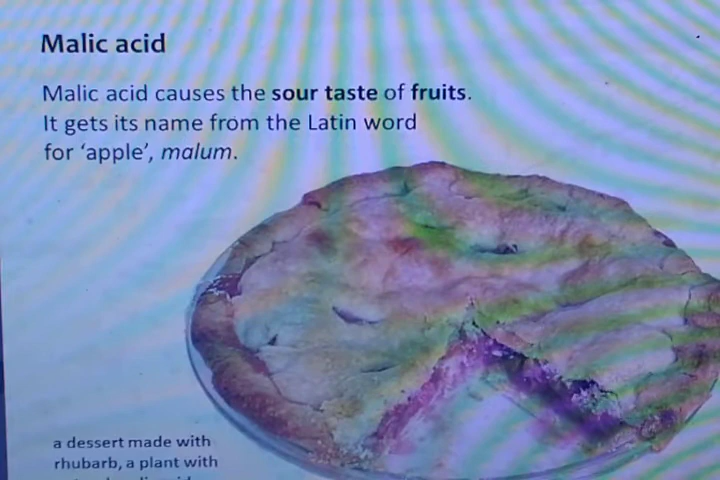 Malic acid
Malic acid causes the sour taste of fruits.
It gets its name from the Latin word
for ‘apple’, malum.
a dessert made with
rhubarb, a plant with